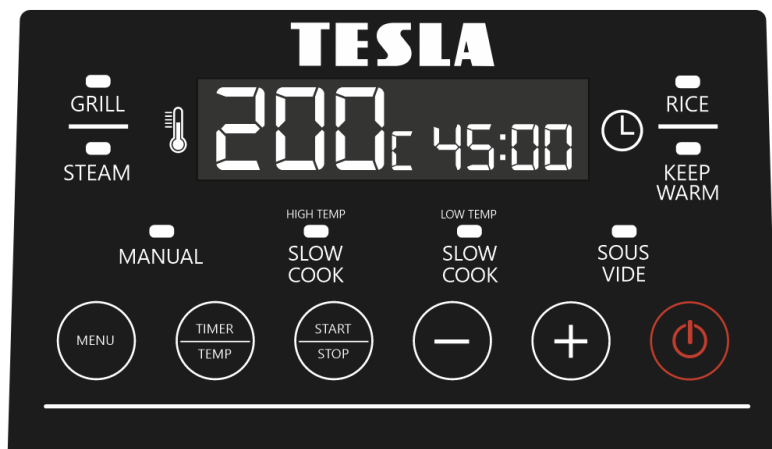 TESLA
GRILL
200C 45:00
RICE
STEAM
KEEP
WARM
MANUAL
HIGH TEMP
SLOW
COOK
LOW TEMP
SLOW
COOK
SOUS
VIDE
MENU
TIMER
TEMP
START
STOP